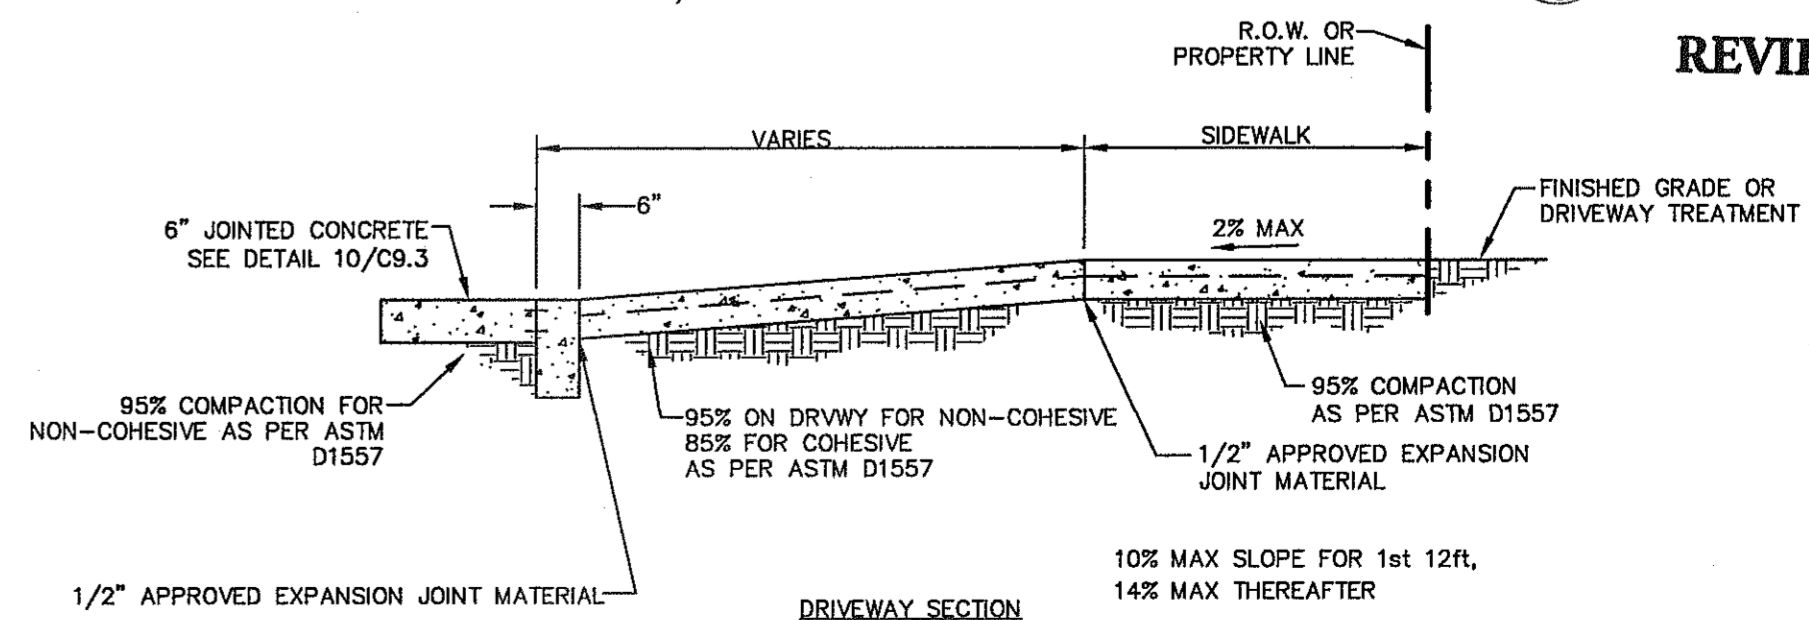 R.O.W. OR
PROPERTY LINE
VARIES
SIDEWALK
6"
6" JOINTED CONCRETE
SEE DETAIL 10/C9.3
2% MAX
FINISHED GRADE OR
DRIVEWAY TREATMENT
95% COMPACTION FOR
NON-COHESIVE AS PER ASTM
D1557
95% ON DRVWY FOR NON-COHESIVE
85% FOR COHESIVE
AS PER ASTM D1557
95% COMPACTION
AS PER ASTM D1557
1/2" APPROVED EXPANSION
JOINT MATERIAL
1/2" APPROVED EXPANSION JOINT MATERIAL
10% MAX SLOPE FOR 1st 12ft,
14% MAX THEREAFTER
DRIVEWAY SECTION